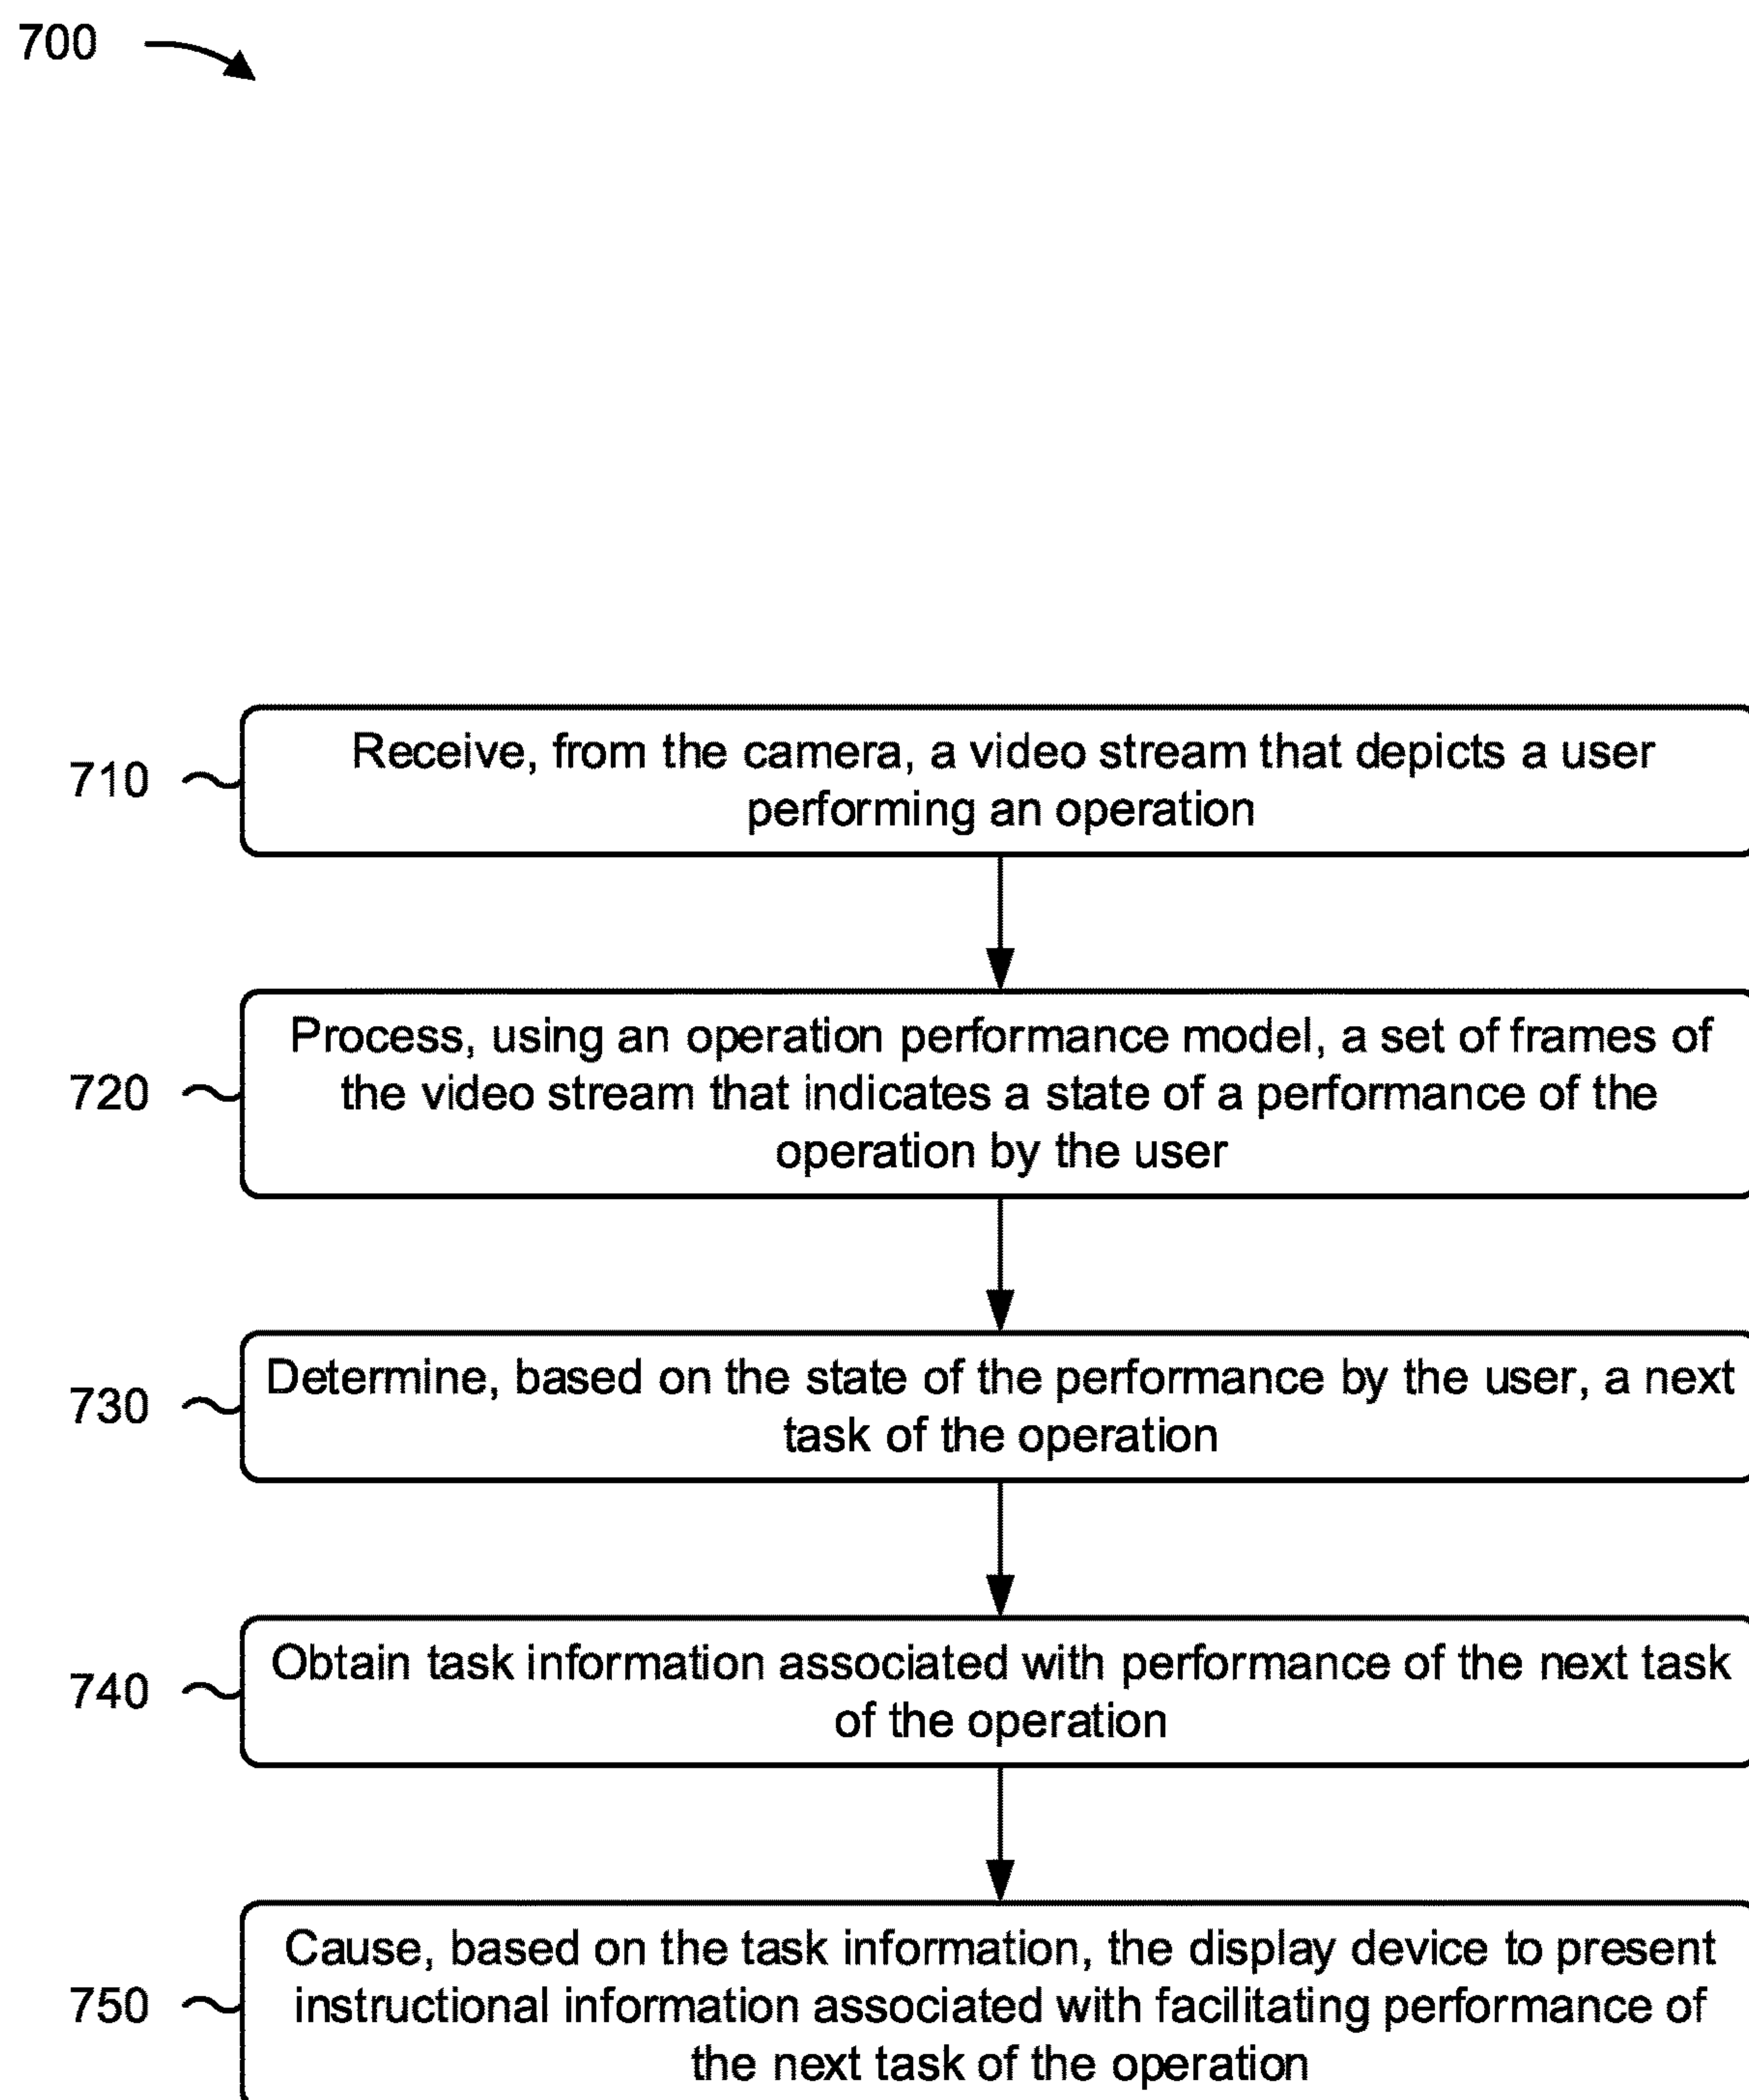 700
710
Receive, from the camera, a video stream that depicts a user
performing an operation
720
Process, using an operation performance model, a set of frames of
the video stream that indicates a state of a performance of the
operation by the user
730
Determine, based on the state of the performance by the user, a next
task of the operation
740
Obtain task information associated with performance of the next task
of the operation
750
Cause, based on the task information, the display device to present
instructional information associated with facilitating performance of
the next task of the operation